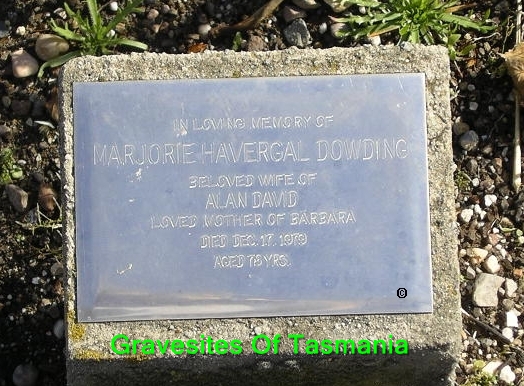 IN LOVING MEMORY OF
MARJORIE HAVERGAL DOWDING
BELOVED WIFE OF
ALAN DAVID
LOVED MOTHER OF BARBARA
DIED DEC. 17. 1979
AGED 79 YRS.
©
Gravesites Of Tasmania